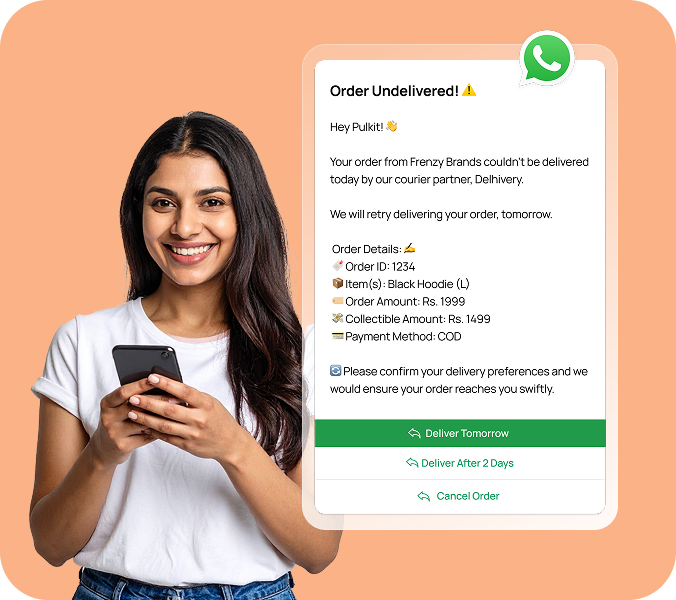 Order Undelivered! ⚠️
Hey Pulkit! 👋
Your order from Frenzy Brands couldn't be delivered
today by our courier partner, Delhivery.
We will retry delivering your order, tomorrow.
Order Details: ✍️
Order ID: 1234
📦Item(s): Black Hoodie (L)
Order Amount: Rs. 1999
💸Collectible Amount: Rs. 1499
💳Payment Method: COD
🔄Please confirm your delivery preferences and we
would ensure your order reaches you swiftly.
Deliver Tomorrow
Deliver After 2 Days
Cancel Order